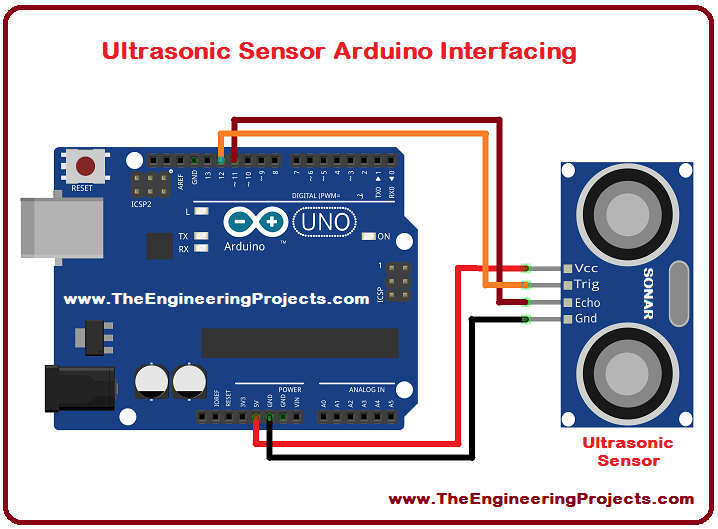 Ultrasonic Sensor Arduino Interfacing
RESET
ICSP2
AREF
GND
13
12
~ 11
~ 10
~ 9
8
7
~ 6
~ 5
4
~ 3
2
TX0 ▶ 1
RX0 ◀ 0
DIGITAL (PWM= ~)
L
TX
RX
Arduino
™
UNO
ON
1
ICSP
www.TheEngineeringProjects.com
IOREF
RESET
3V3
5V
GND
GND
VIN
POWER
ANALOG IN
A0
A1
A2
A3
A4
A5
Vcc
Trig
Echo
Gnd
SONAR
Ultrasonic
Sensor
www.TheEngineeringProjects.com